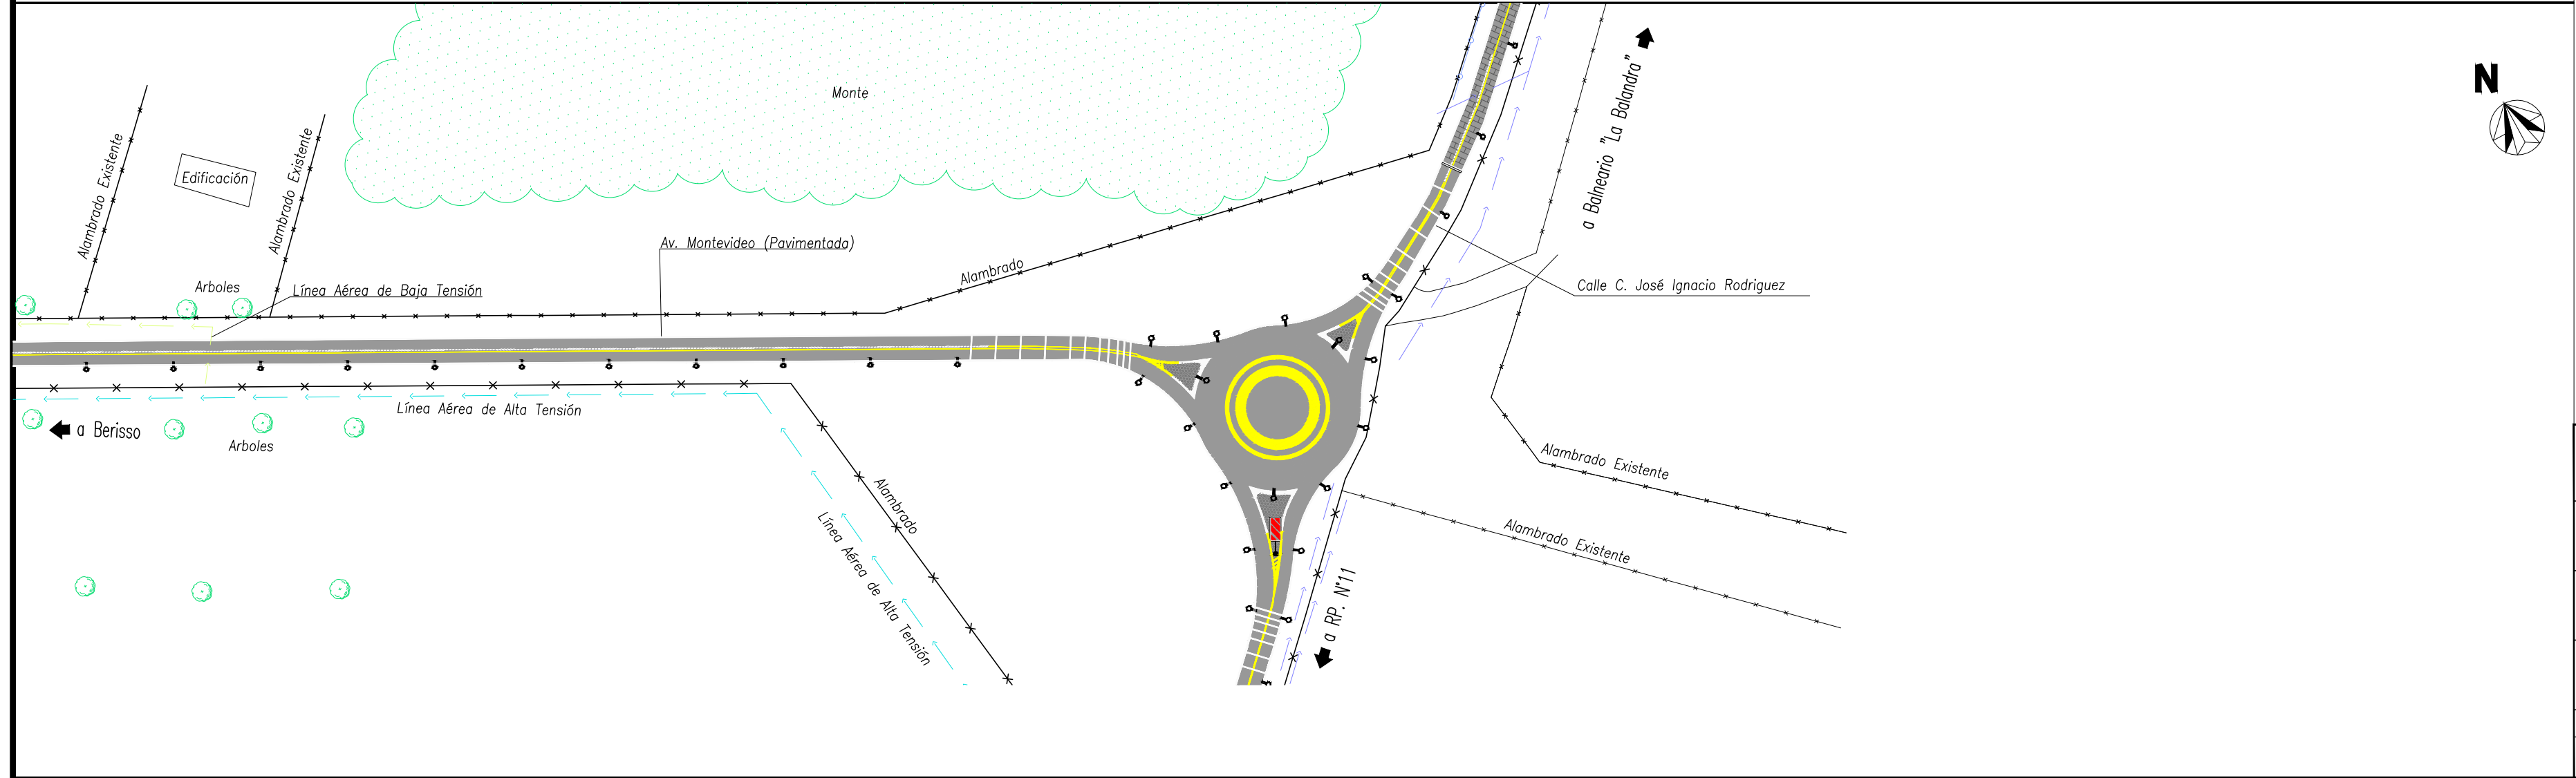 Monte
N
a Balneario "La Balandra"
Alambrado Existente
Edificación
Alambrado Existente
Av. Montevideo (Pavimentada)
Alambrado
Arboles
Línea Aérea de Baja Tensión
Calle C. José Ignacio Rodriguez
Línea Aérea de Alta Tensión
a Berisso
Arboles
Alambrado
Línea Aérea de Alta Tensión
Alambrado Existente
Alambrado Existente
a RP. N°11